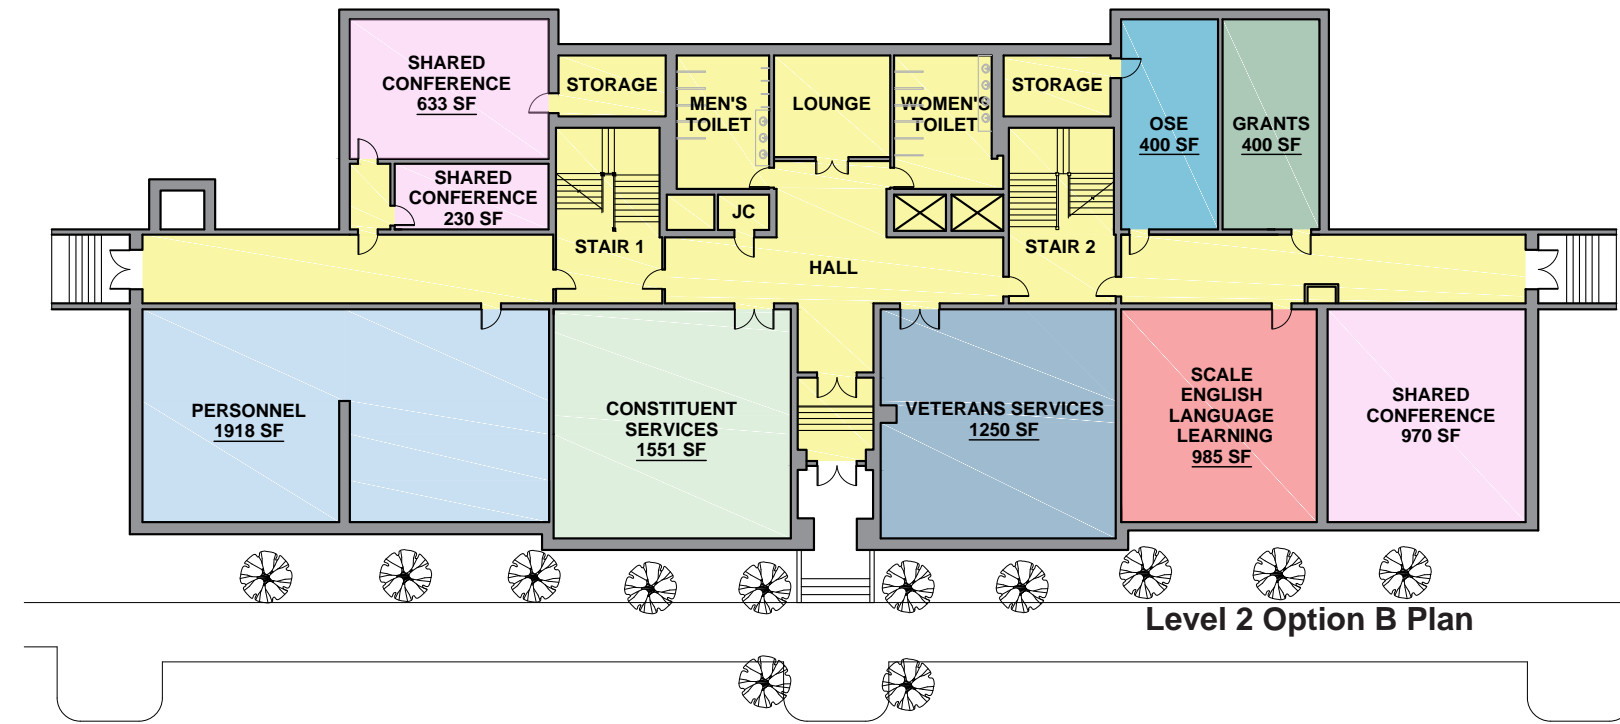 SHARED
CONFERENCE
633 SF
STORAGE
MEN'S
TOILET
LOUNGE
WOMEN'S
TOILET
STORAGE
OSE
400 SF
GRANTS
400 SF
SHARED
CONFERENCE
230 SF
JC
STAIR 1
HALL
STAIR 2
PERSONNEL
1918 SF
CONSTITUENT
SERVICES
1551 SF
VETERANS SERVICES
1250 SF
SCALE
ENGLISH
LANGUAGE
LEARNING
985 SF
SHARED
CONFERENCE
970 SF
Level 2 Option B Plan